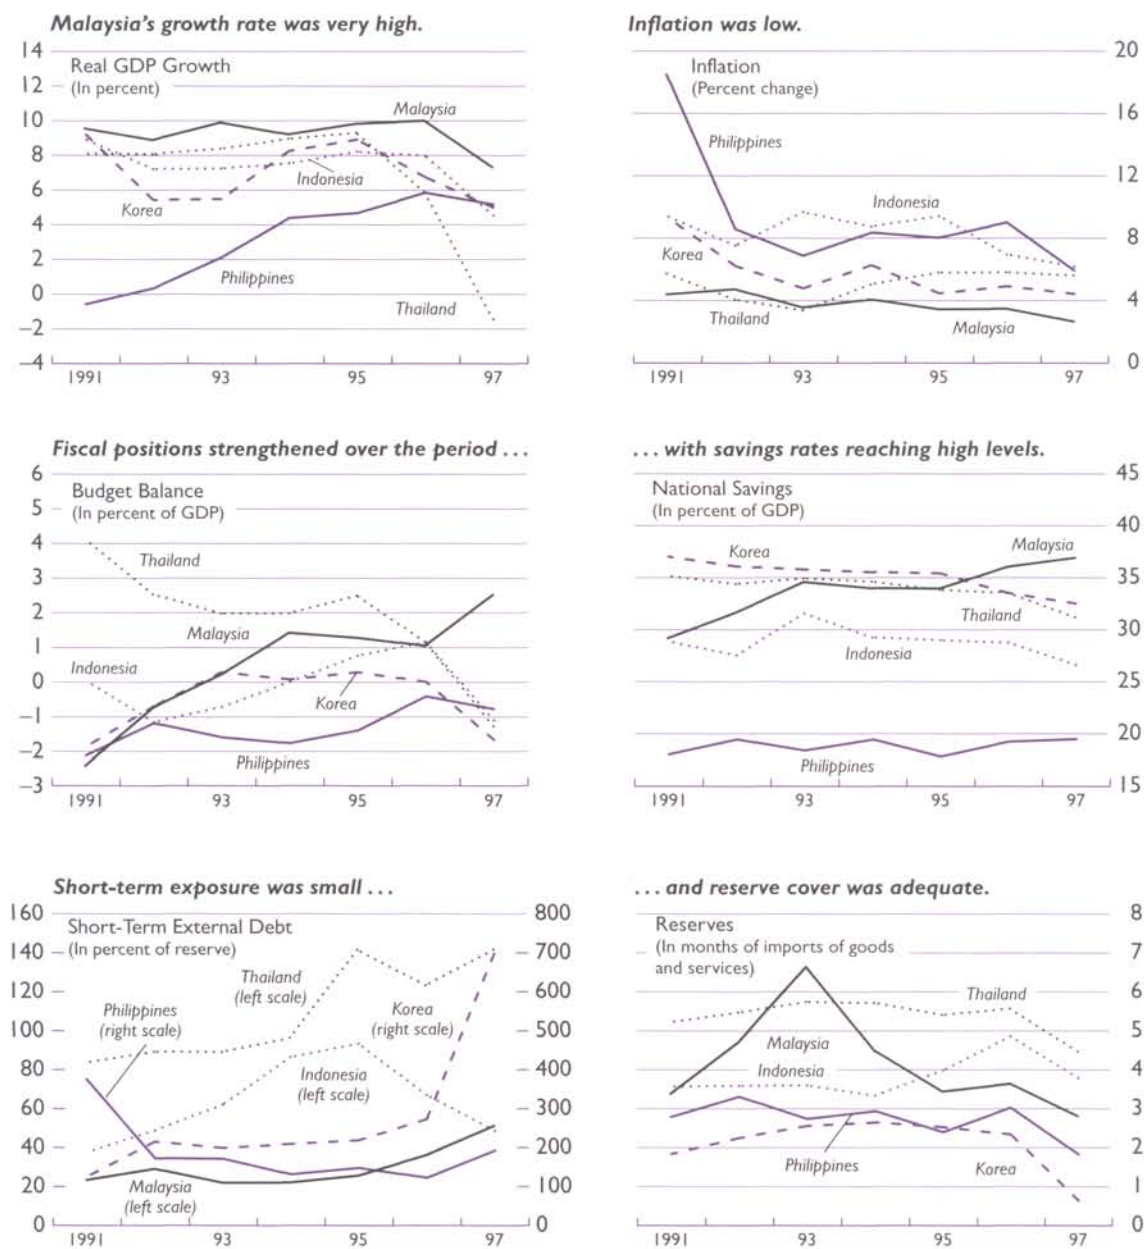 Malaysia's growth rate was very high.
14
12
10
8
6
4
2
0
–2
–4
Real GDP Growth
(In percent)
Malaysia
Indonesia
Korea
Philippines
Thailand
1991 93 95 97
Inflation was low.
20
16
12
8
4
0
Inflation
(Percent change)
Philippines
Indonesia
Korea
Thailand
Malaysia
1991 93 95 97
Fiscal positions strengthened over the period . . .
6
5
4
3
2
1
0
–1
–2
–3
Budget Balance
(In percent of GDP)
Thailand
Malaysia
Indonesia
Korea
Philippines
1991 93 95 97
. . . with savings rates reaching high levels.
45
40
35
30
25
20
15
National Savings
(In percent of GDP)
Korea
Malaysia
Thailand
Indonesia
Philippines
1991 93 95 97
Short-term exposure was small . . .
160
140
120
100
80
60
40
20
0
Short-Term External Debt
(In percent of reserve)
Thailand
(left scale)
Philippines
(right scale)
Korea
(right scale)
Indonesia
(left scale)
Malaysia
(left scale)
800
700
600
500
400
300
200
100
0
1991 93 95 97
. . . and reserve cover was adequate.
8
7
6
5
4
3
2
1
0
Reserves
(In months of imports of goods
and services)
Thailand
Malaysia
Indonesia
Philippines
Korea
1991 93 95 97